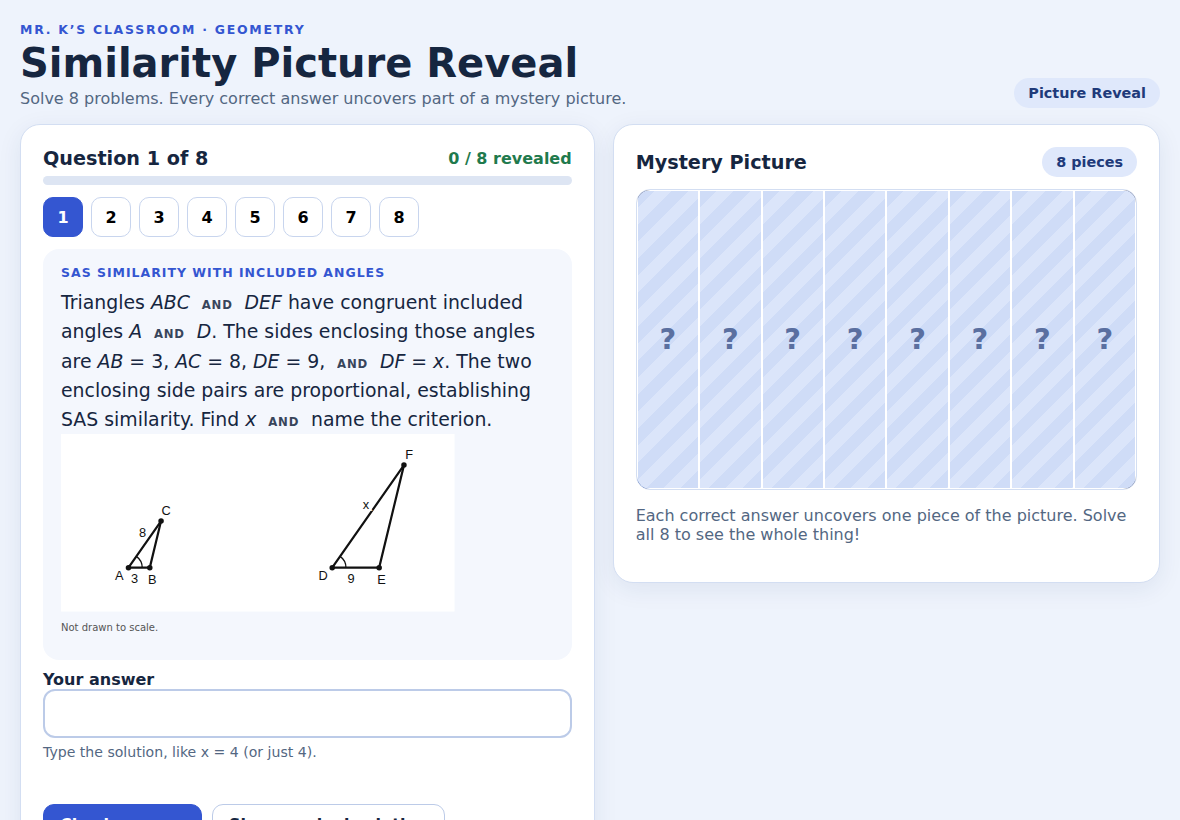 MR. K’S CLASSROOM · GEOMETRY
Similarity Picture Reveal
Solve 8 problems. Every correct answer uncovers part of a mystery picture.
Picture Reveal
Question 1 of 8
0 / 8 revealed
1 2 3 4 5 6 7 8
SAS SIMILARITY WITH INCLUDED ANGLES
Triangles ABC AND DEF have congruent included
angles A AND D. The sides enclosing those angles
are AB = 3, AC = 8, DE = 9, AND DF = x. The two
enclosing side pairs are proportional, establishing
SAS similarity. Find x AND name the criterion.
F
x
C
8
A 3 B
D 9 E
Not drawn to scale.
Your answer
Type the solution, like x = 4 (or just 4).
Mystery Picture
8 pieces
? ? ? ? ? ? ? ?
Each correct answer uncovers one piece of the picture. Solve
all 8 to see the whole thing!